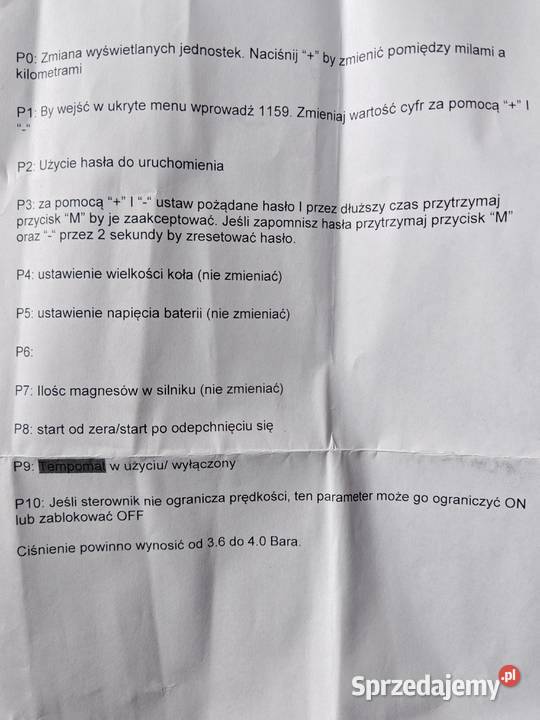 P0: Zmiana wyświetlanych jednostek. Naciśnij “+” by zmienić pomiędzy milami a
kilometrami
P1: By wejść w ukryte menu wprowadź 1159. Zmieniaj wartość cyfr za pomocą “+” I
“-“
P2: Użycie hasła do uruchomienia
P3: za pomocą “+” I “-“ ustaw pożądane hasło I przez dłuższy czas przytrzymaj
przycisk “M” by je zaakceptować. Jeśli zapomnisz hasła przytrzymaj przycisk “M”
oraz “-“ przez 2 sekundy by zresetować hasło.
P4: ustawienie wielkości koła (nie zmieniać)
P5: ustawienie napięcia baterii (nie zmieniać)
P6:
P7: Ilośc magnesów w silniku (nie zmieniać)
P8: start od zera/start po odepchnięciu się
P9: Tempomat w użyciu/ wyłączony
P10: Jeśli sterownik nie ogranicza prędkości, ten parameter może go ograniczyć ON
lub zablokować OFF
Ciśnienie powinno wynosić od 3.6 do 4.0 Bara.
Sprzedajemy.pl